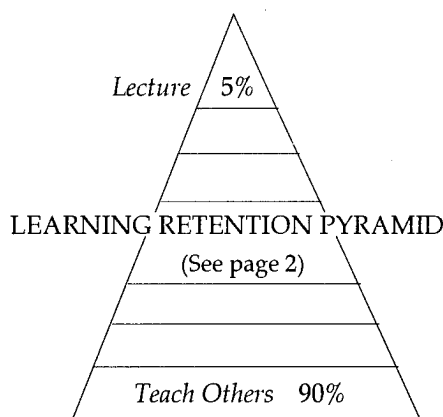 Lecture 5%
LEARNING RETENTION PYRAMID
(See page 2)
Teach Others 90%